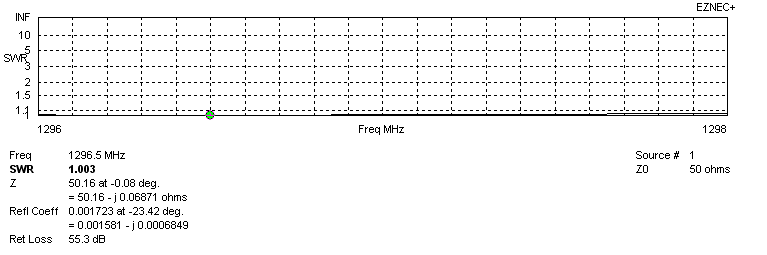 EZNEC+
INF
10
5
SWR
3
2
1.5
1.1
1
1296
Freq MHz
1298
Freq 1296.5 MHz
Source # 1
SWR 1.003
Z0 50 ohms
Z 50.16 at -0.08 deg.
= 50.16 - j 0.06871 ohms
Refl Coeff 0.001723 at -23.42 deg.
= 0.001581 - j 0.0006849
Ret Loss 55.3 dB